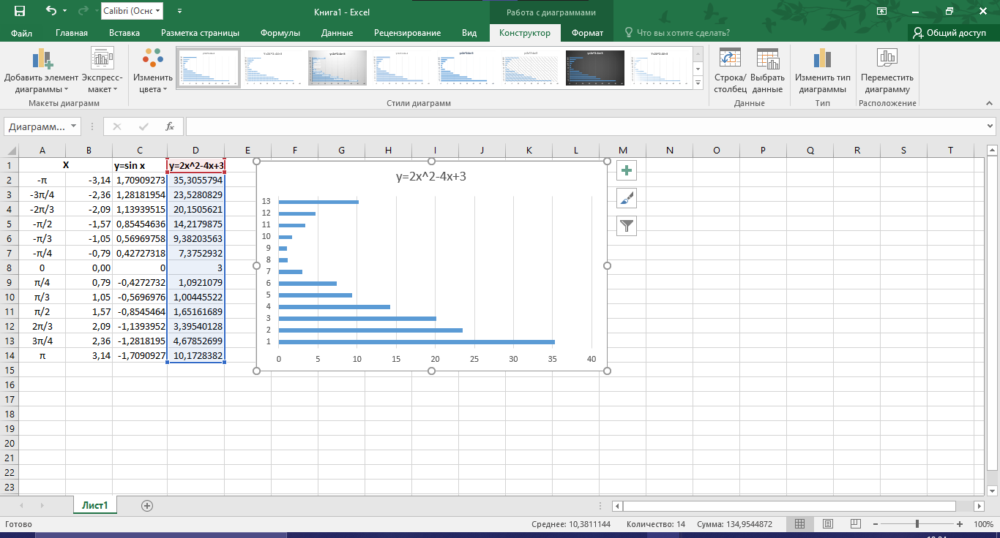 Calibri (Оснс
Книга1 - Excel
Работа с диаграммами
Файл Главная Вставка Разметка страницы Формулы Данные Рецензирование Вид Конструктор Формат Что вы хотите сделать? Общий доступ
Добавить элемент диаграммы
Экспресс-макет
Изменить цвета
Строка/столбец
Выбрать данные
Изменить тип диаграммы
Переместить диаграмму
Макеты диаграмм Стили диаграмм Данные Тип Расположение
Диаграмм... fx
A B C D E F G H I J K L M N O P Q R S T
1 X y=sin x y=2x^2-4x+3
2 -π -3,14 1,70909273 35,3055794
3 -3π/4 -2,36 1,28181954 23,5280829
4 -2π/3 -2,09 1,13939515 20,1505621
5 -π/2 -1,57 0,85454636 14,2179875
6 -π/3 -1,05 0,56969758 9,38203563
7 -π/4 -0,79 0,42727318 7,3752932
8 0 0,00 0 3
9 π/4 0,79 -0,4272732 1,0921079
10 π/3 1,05 -0,5696976 1,00445522
11 π/2 1,57 -0,8545464 1,65161689
12 2π/3 2,09 -1,1393952 3,39540128
13 3π/4 2,36 -1,2818195 4,67852699
14 π 3,14 -1,7090927 10,1728382
15
16
17
18
19
20
21
22
23
y=2x^2-4x+3
13
12
11
10
9
8
7
6
5
4
3
2
1
0 5 10 15 20 25 30 35 40
Лист1
Готово Среднее: 10,3811144 Количество: 14 Сумма: 134,9544872 100%